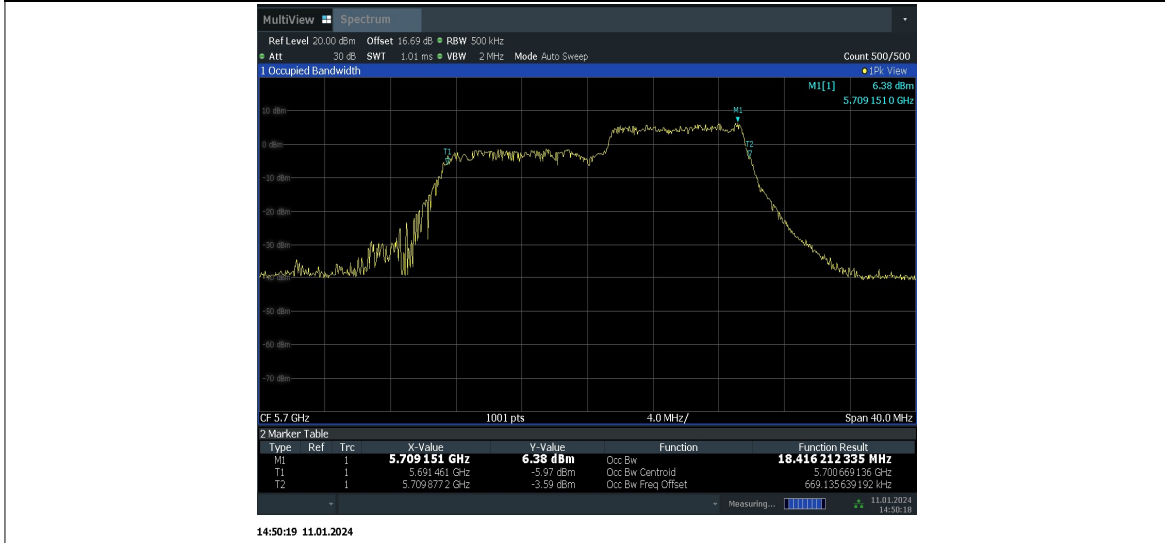 MultiView Spectrum
Ref Level 20.00 dBm Offset 16.69 dB RBW 500 kHz
Att 30 dB SWT 1.01 ms VBW 2 MHz Mode Auto Sweep Count 500/500
1 Occupied Bandwidth 1Pk View
M1[1] 6.38 dBm
5.709 151 0 GHz
10 dBm
M1
0 dBm
T1
T2
-10 dBm
-20 dBm
-30 dBm
-50 dBm
-60 dBm
-70 dBm
CF 5.7 GHz 1001 pts 4.0 MHz/ Span 40.0 MHz
2 Marker Table
Type Ref Trc X-Value Y-Value Function Function Result
M1 1 5.709 151 GHz 6.38 dBm Occ Bw 18.416 212 335 MHz
T1 1 5.691 461 GHz -5.97 dBm Occ Bw Centroid 5.700 669 136 GHz
T2 1 5.709 877 2 GHz -3.59 dBm Occ Bw Freq Offset 669.135 639 192 kHz
Measuring... 11.01.2024
14:50:18
14:50:19 11.01.2024